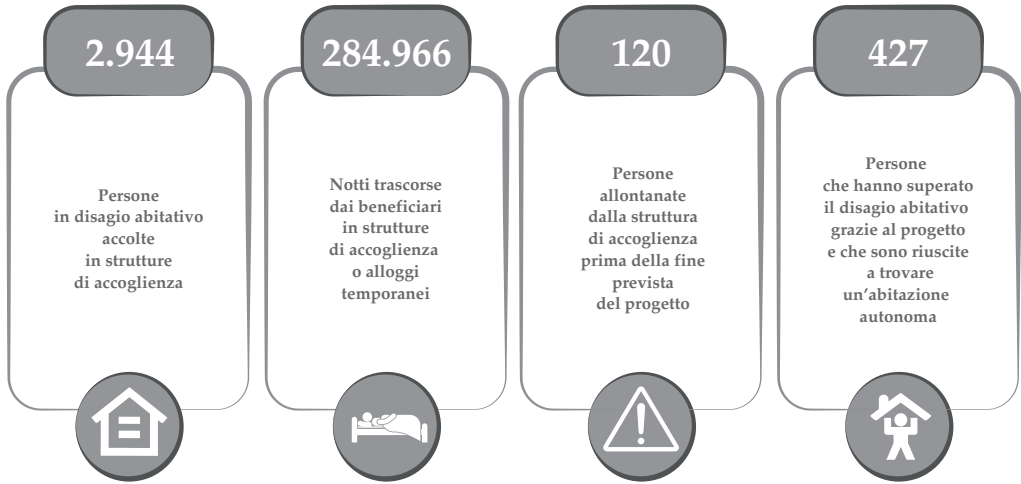 2.944
Persone
in disagio abitativo
accolte
in strutture
di accoglienza
284.966
Notti trascorse
dai beneficiari
in strutture
di accoglienza
o alloggi
temporanei
120
Persone
allontanate
dalla struttura
di accoglienza
prima della fine
prevista
del progetto
427
Persone
che hanno superato
il disagio abitativo
grazie al progetto
e che sono riuscite
a trovare
un’abitazione
autonoma